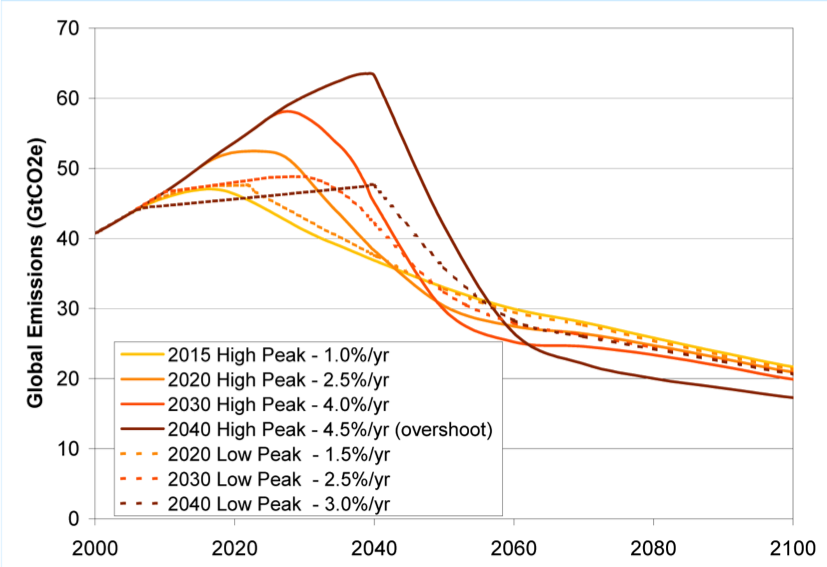 Global Emissions (GtCO2e)
70
60
50
40
30
20
10
0
2015 High Peak - 1.0%/yr
2020 High Peak - 2.5%/yr
2030 High Peak - 4.0%/yr
2040 High Peak - 4.5%/yr (overshoot)
2020 Low Peak - 1.5%/yr
2030 Low Peak - 2.5%/yr
2040 Low Peak - 3.0%/yr
2000 2020 2040 2060 2080 2100